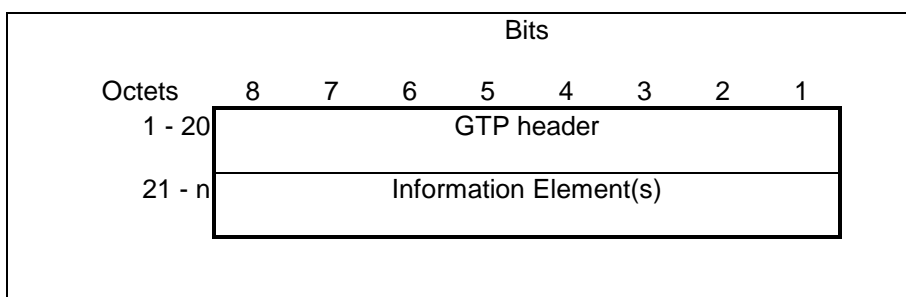 Bits
Octets 8 7 6 5 4 3 2 1
1 - 20 GTP header
21 - n Information Element(s)